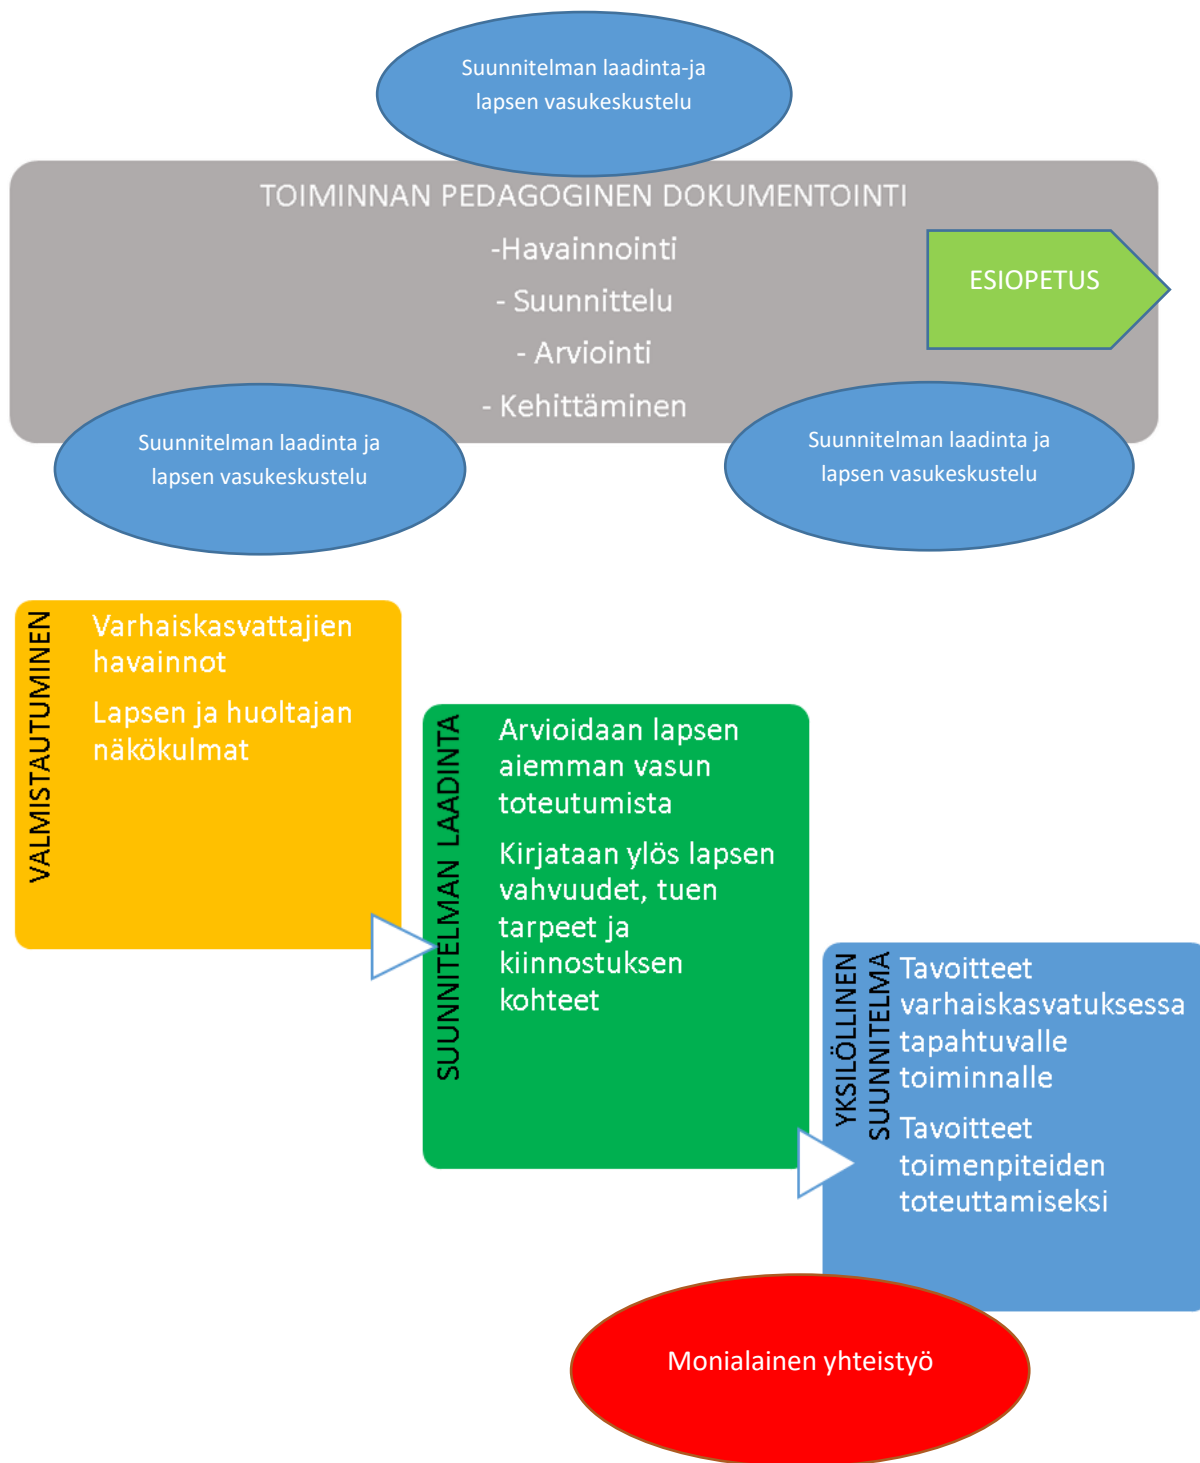 Suunnitelman laadinta-ja
lapsen vasukeskustelu
TOIMINNAN PEDAGOGINEN DOKUMENTOINTI
-Havainnointi
- Suunnittelu
- Arviointi
- Kehittäminen
ESIOPETUS
Suunnitelman laadinta ja
lapsen vasukeskustelu
Suunnitelman laadinta ja
lapsen vasukeskustelu
VALMISTAUTUMINEN
Varhaiskasvattajien
havainnot
Lapsen ja huoltajan
näkökulmat
SUUNNITELMAN LAADINTA
Arvioidaan lapsen
aiemman vasun
toteutumista
Kirjataan ylös lapsen
vahvuudet, tuen
tarpeet ja
kiinnostuksen
kohteet
YKSILÖLLINEN
SUUNNITELMA
Tavoitteet
varhaiskasvatuksessa
tapahtuvalle
toiminnalle
Tavoitteet
toimenpiteiden
toteuttamiseksi
Monialainen yhteistyö